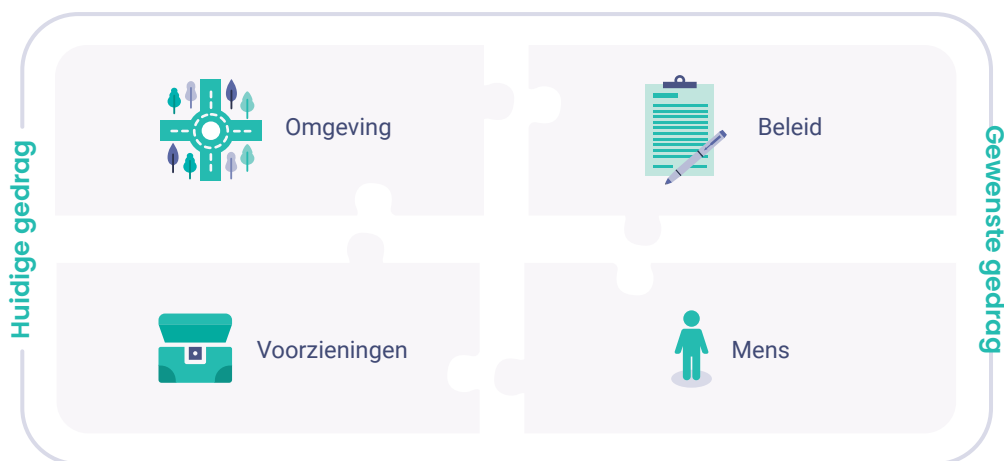 Omgeving
Beleid
Huidige gedrag
Gewenste gedrag
Voorzieningen
Mens